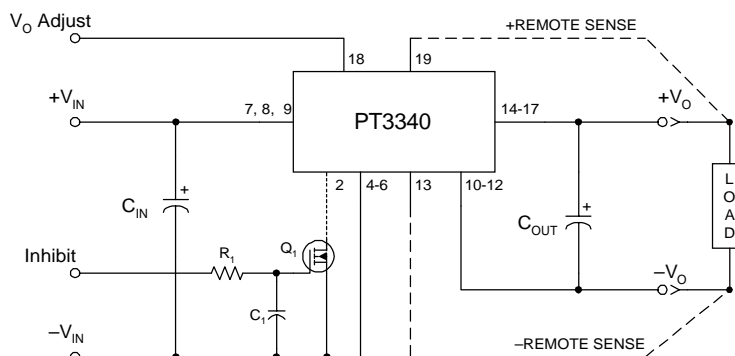 VO Adjust
+REMOTE SENSE
18
19
+VIN
7, 8, 9
PT3340
14-17
+VO
2
4-6
13
10-12
CIN
+
COUT
+
LOAD
Inhibit
R1
Q1
–VO
C1
–VIN
–REMOTE SENSE